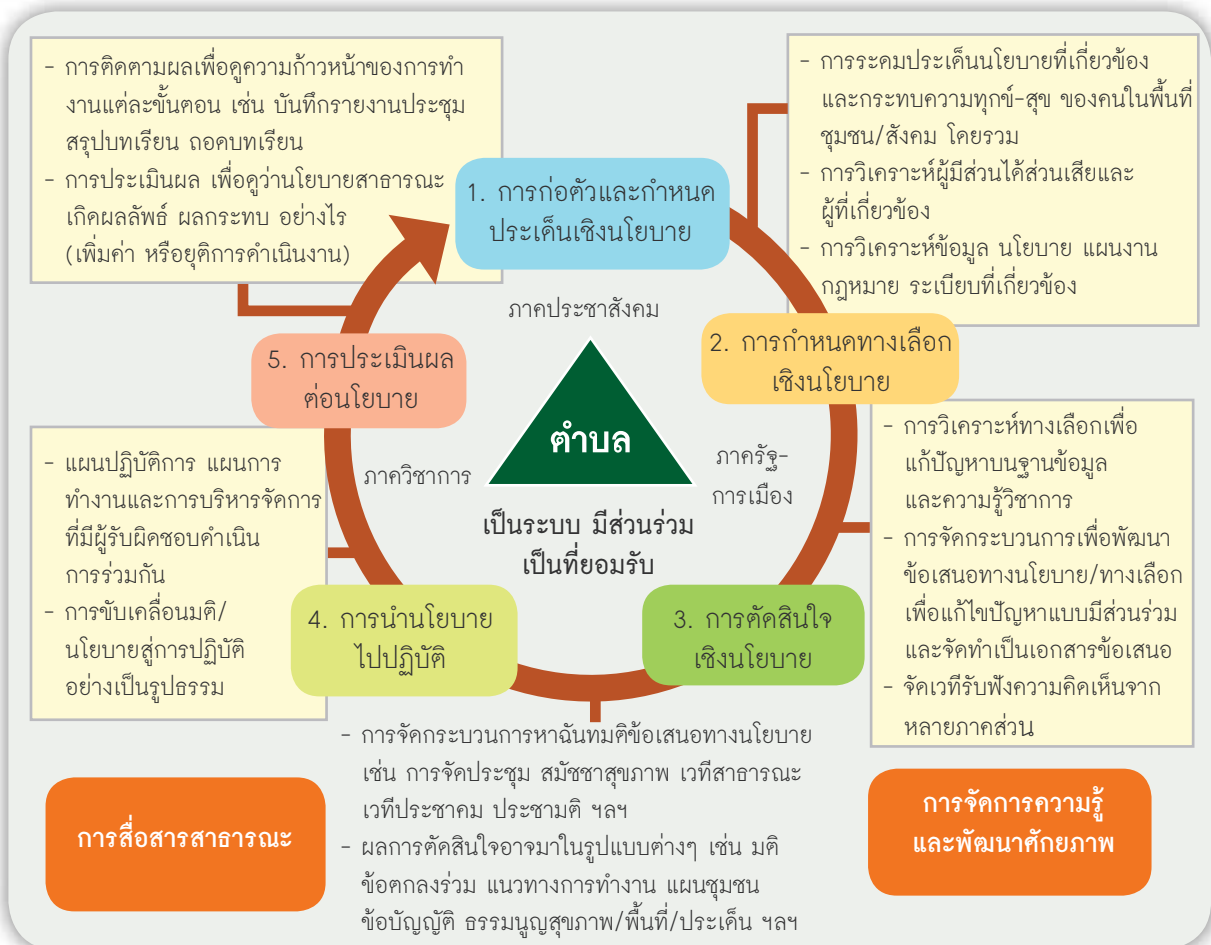 - การติดตามผลเพื่อดูความก้าวหน้าของการทำ
งานแต่ละขั้นตอน เช่น บันทึกรายงานประชุม
สรุปบทเรียน ถอดบทเรียน
- การประเมินผล เพื่อดูว่านโยบายสาธารณะ
เกิดผลลัพธ์ ผลกระทบ อย่างไร
(เพิ่มค่า หรือยุติการดำเนินงาน)
- การระดมประเด็นนโยบายที่เกี่ยวข้อง
และกระทบความทุกข์-สุข ของคนในพื้นที่
ชุมชน/สังคม โดยรวม
- การวิเคราะห์ผู้มีส่วนได้ส่วนเสียและ
ผู้ที่เกี่ยวข้อง
- การวิเคราะห์ข้อมูล นโยบาย แผนงาน
กฎหมาย ระเบียบที่เกี่ยวข้อง
1. การก่อตัวและกำหนด
ประเด็นเชิงนโยบาย
ภาคประชาสังคม
2. การกำหนดทางเลือก
เชิงนโยบาย
5. การประเมินผล
ต่อนโยบาย
ตำบล
ภาควิชาการ
ภาครัฐ-
การเมือง
เป็นระบบ มีส่วนร่วม
เป็นที่ยอมรับ
- การวิเคราะห์ทางเลือกเพื่อ
แก้ปัญหาบนฐานข้อมูล
และความรู้วิชาการ
- การจัดกระบวนการเพื่อพัฒนา
ข้อเสนอทางนโยบาย/ทางเลือก
เพื่อแก้ไขปัญหาแบบมีส่วนร่วม
และจัดทำเป็นเอกสารข้อเสนอ
- จัดเวทีรับฟังความคิดเห็นจาก
หลายภาคส่วน
- แผนปฏิบัติการ แผนการ
ทำงานและการบริหารจัดการ
ที่มีผู้รับผิดชอบดำเนิน
การร่วมกัน
- การขับเคลื่อนมติ/
นโยบายสู่การปฏิบัติ
อย่างเป็นรูปธรรม
4. การนำนโยบาย
ไปปฏิบัติ
3. การตัดสินใจ
เชิงนโยบาย
- การจัดกระบวนการหาฉันทมติข้อเสนอทางนโยบาย
เช่น การจัดประชุม สมัชชาสุขภาพ เวทีสาธารณะ
เวทีประชาคม ประชามติ ฯลฯ
- ผลการตัดสินใจอาจมาในรูปแบบต่างๆ เช่น มติ
ข้อตกลงร่วม แนวทางการทำงาน แผนชุมชน
ข้อบัญญัติ ธรรมนูญสุขภาพ/พื้นที่/ประเด็น ฯลฯ
การสื่อสารสาธารณะ
การจัดการความรู้
และพัฒนาศักยภาพ